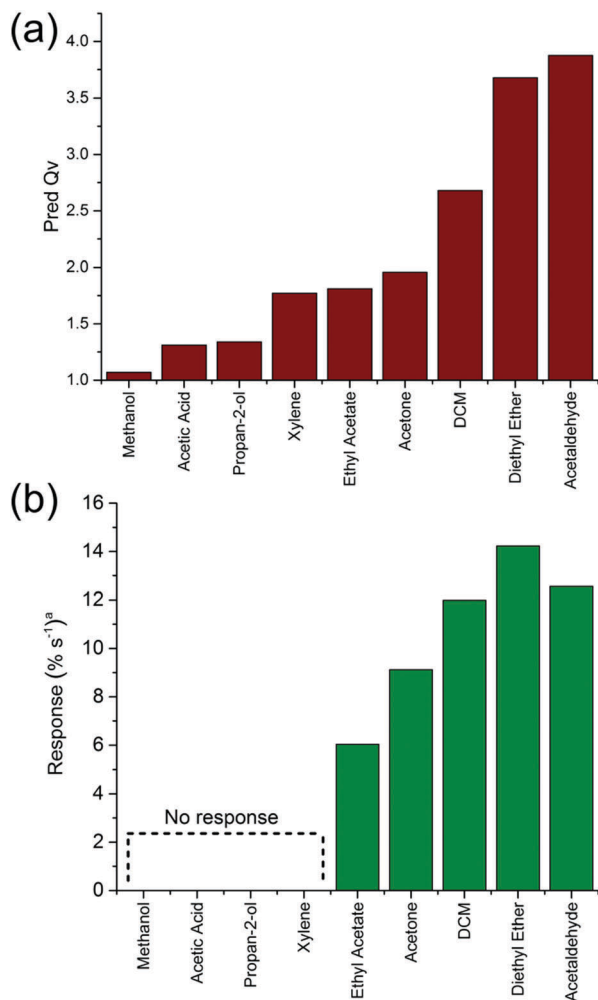 (a)
4.0
3.5
3.0
2.5
2.0
1.5
1.0
Pred Qv
Methanol
Acetic Acid
Propan-2-ol
Xylene
Ethyl Acetate
Acetone
DCM
Diethyl Ether
Acetaldehyde
(b)
16
14
12
10
8
6
4
2
0
Response (% s⁻¹)ᵃ
No response
Methanol
Acetic Acid
Propan-2-ol
Xylene
Ethyl Acetate
Acetone
DCM
Diethyl Ether
Acetaldehyde